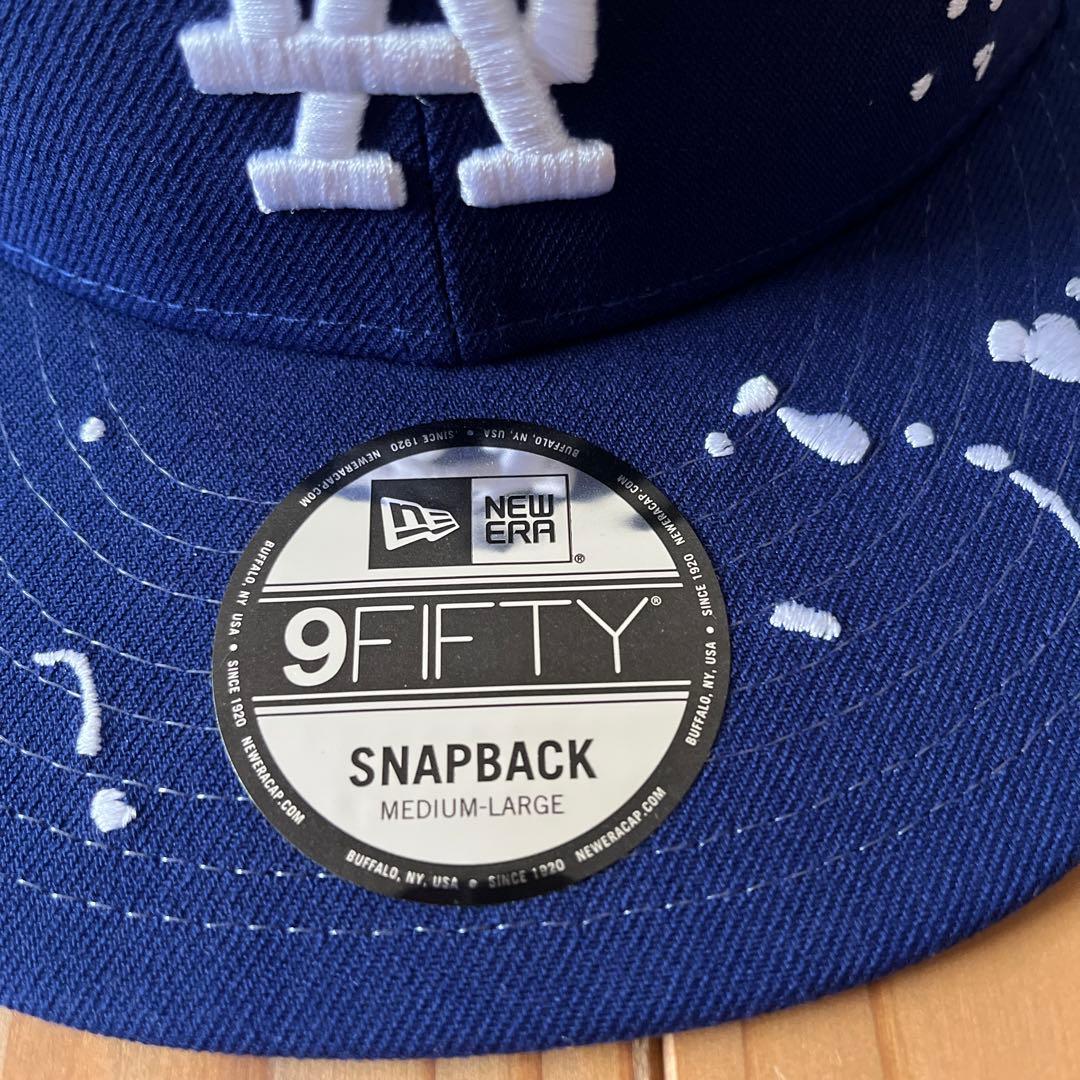 LA
NEW
ERA
®
9FIFTY®
SNAPBACK
MEDIUM-LARGE
BUFFALO, NY, USA • SINCE 1920 NEWERACAP.COM
BUFFALO, NY, USA • SINCE 1920 NEWERACAP.COM
BUFFALO, NY, USA • SINCE 1920 NEWERACAP.COM
BUFFALO, NY USA • SINCE 1920 NEWERACAP.COM